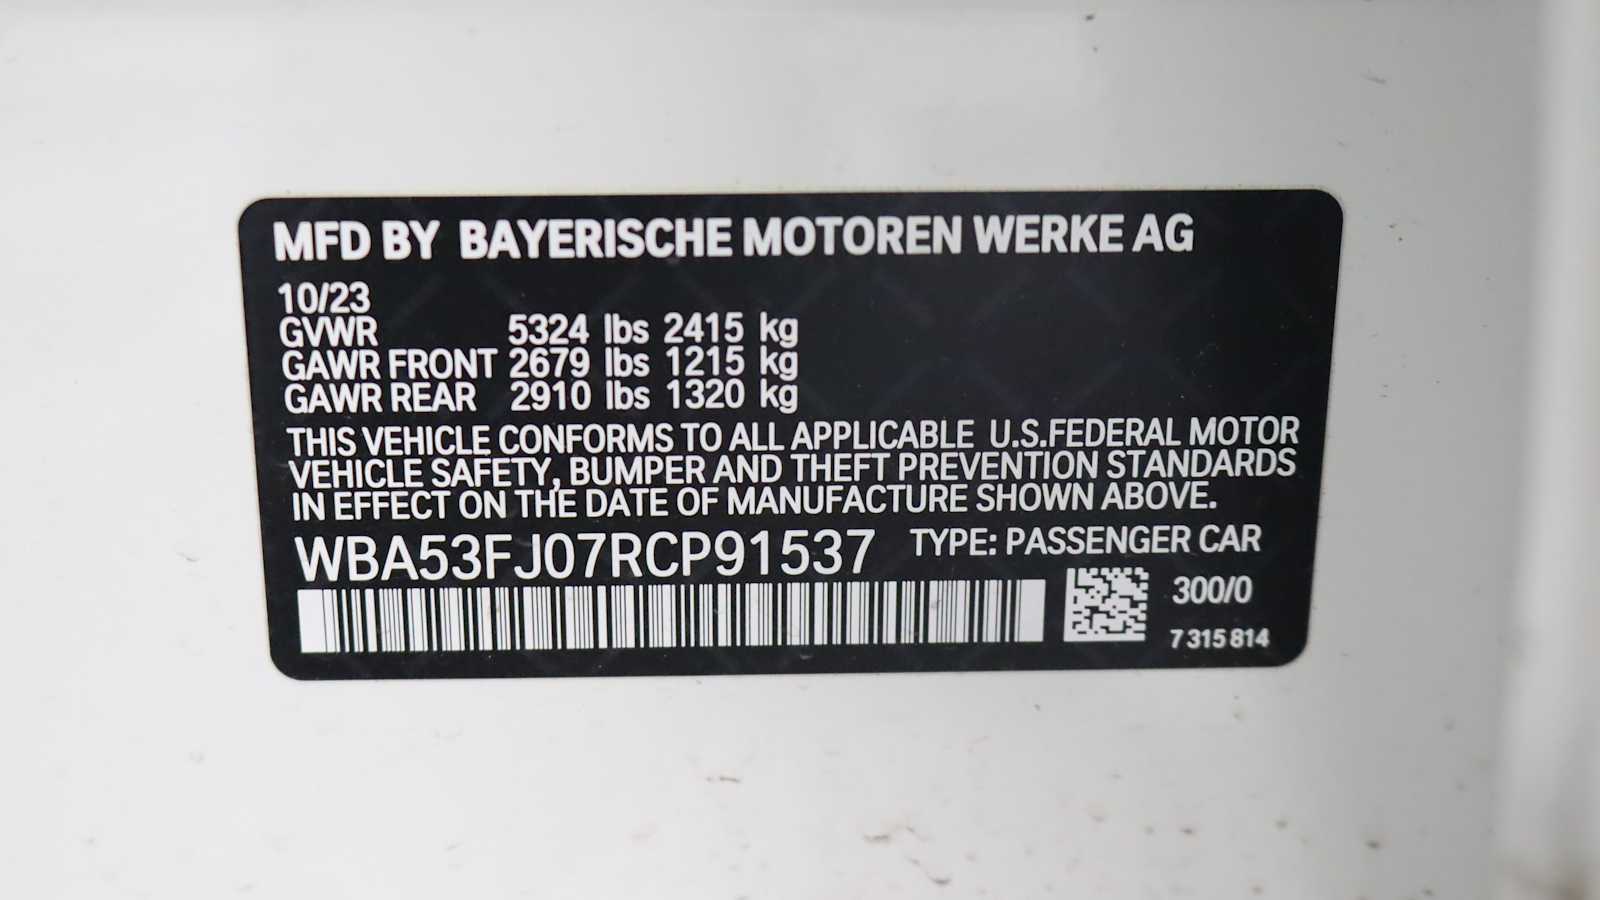 MFD BY BAYERISCHE MOTOREN WERKE AG
10/23
GVWR 5324 lbs 2415 kg
GAWR FRONT 2679 lbs 1215 kg
GAWR REAR 2910 lbs 1320 kg
THIS VEHICLE CONFORMS TO ALL APPLICABLE U.S.FEDERAL MOTOR
VEHICLE SAFETY, BUMPER AND THEFT PREVENTION STANDARDS
IN EFFECT ON THE DATE OF MANUFACTURE SHOWN ABOVE.
WBA53FJ07RCP91537 TYPE: PASSENGER CAR
300/0
7 315 814